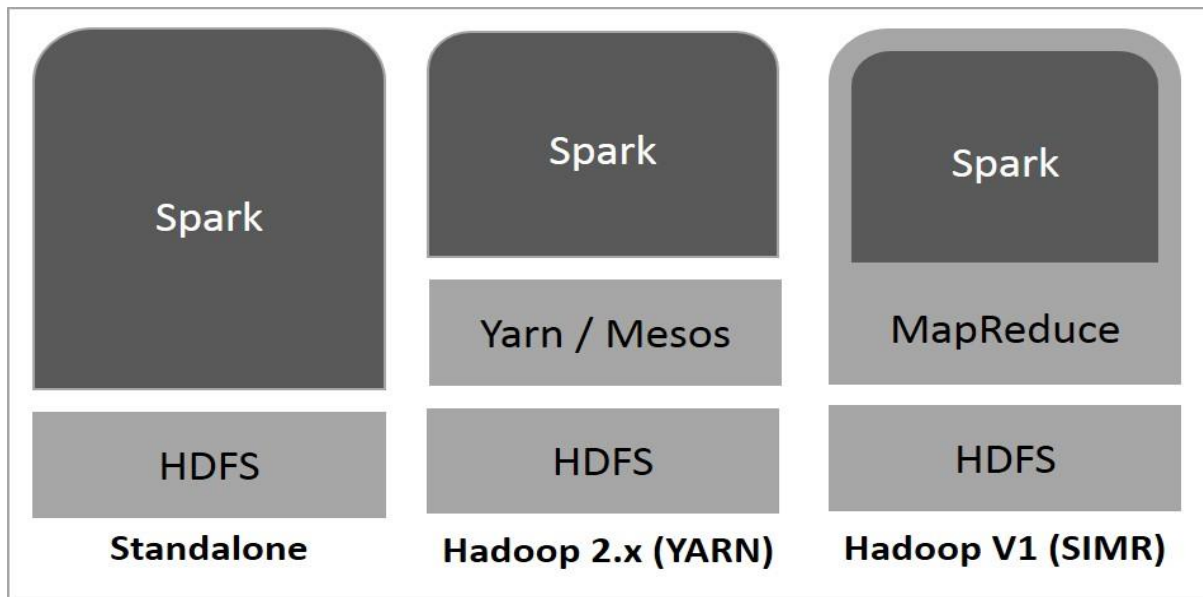 Spark
HDFS
Standalone
Spark
Yarn / Mesos
HDFS
Hadoop 2.x (YARN)
Spark
MapReduce
HDFS
Hadoop V1 (SIMR)